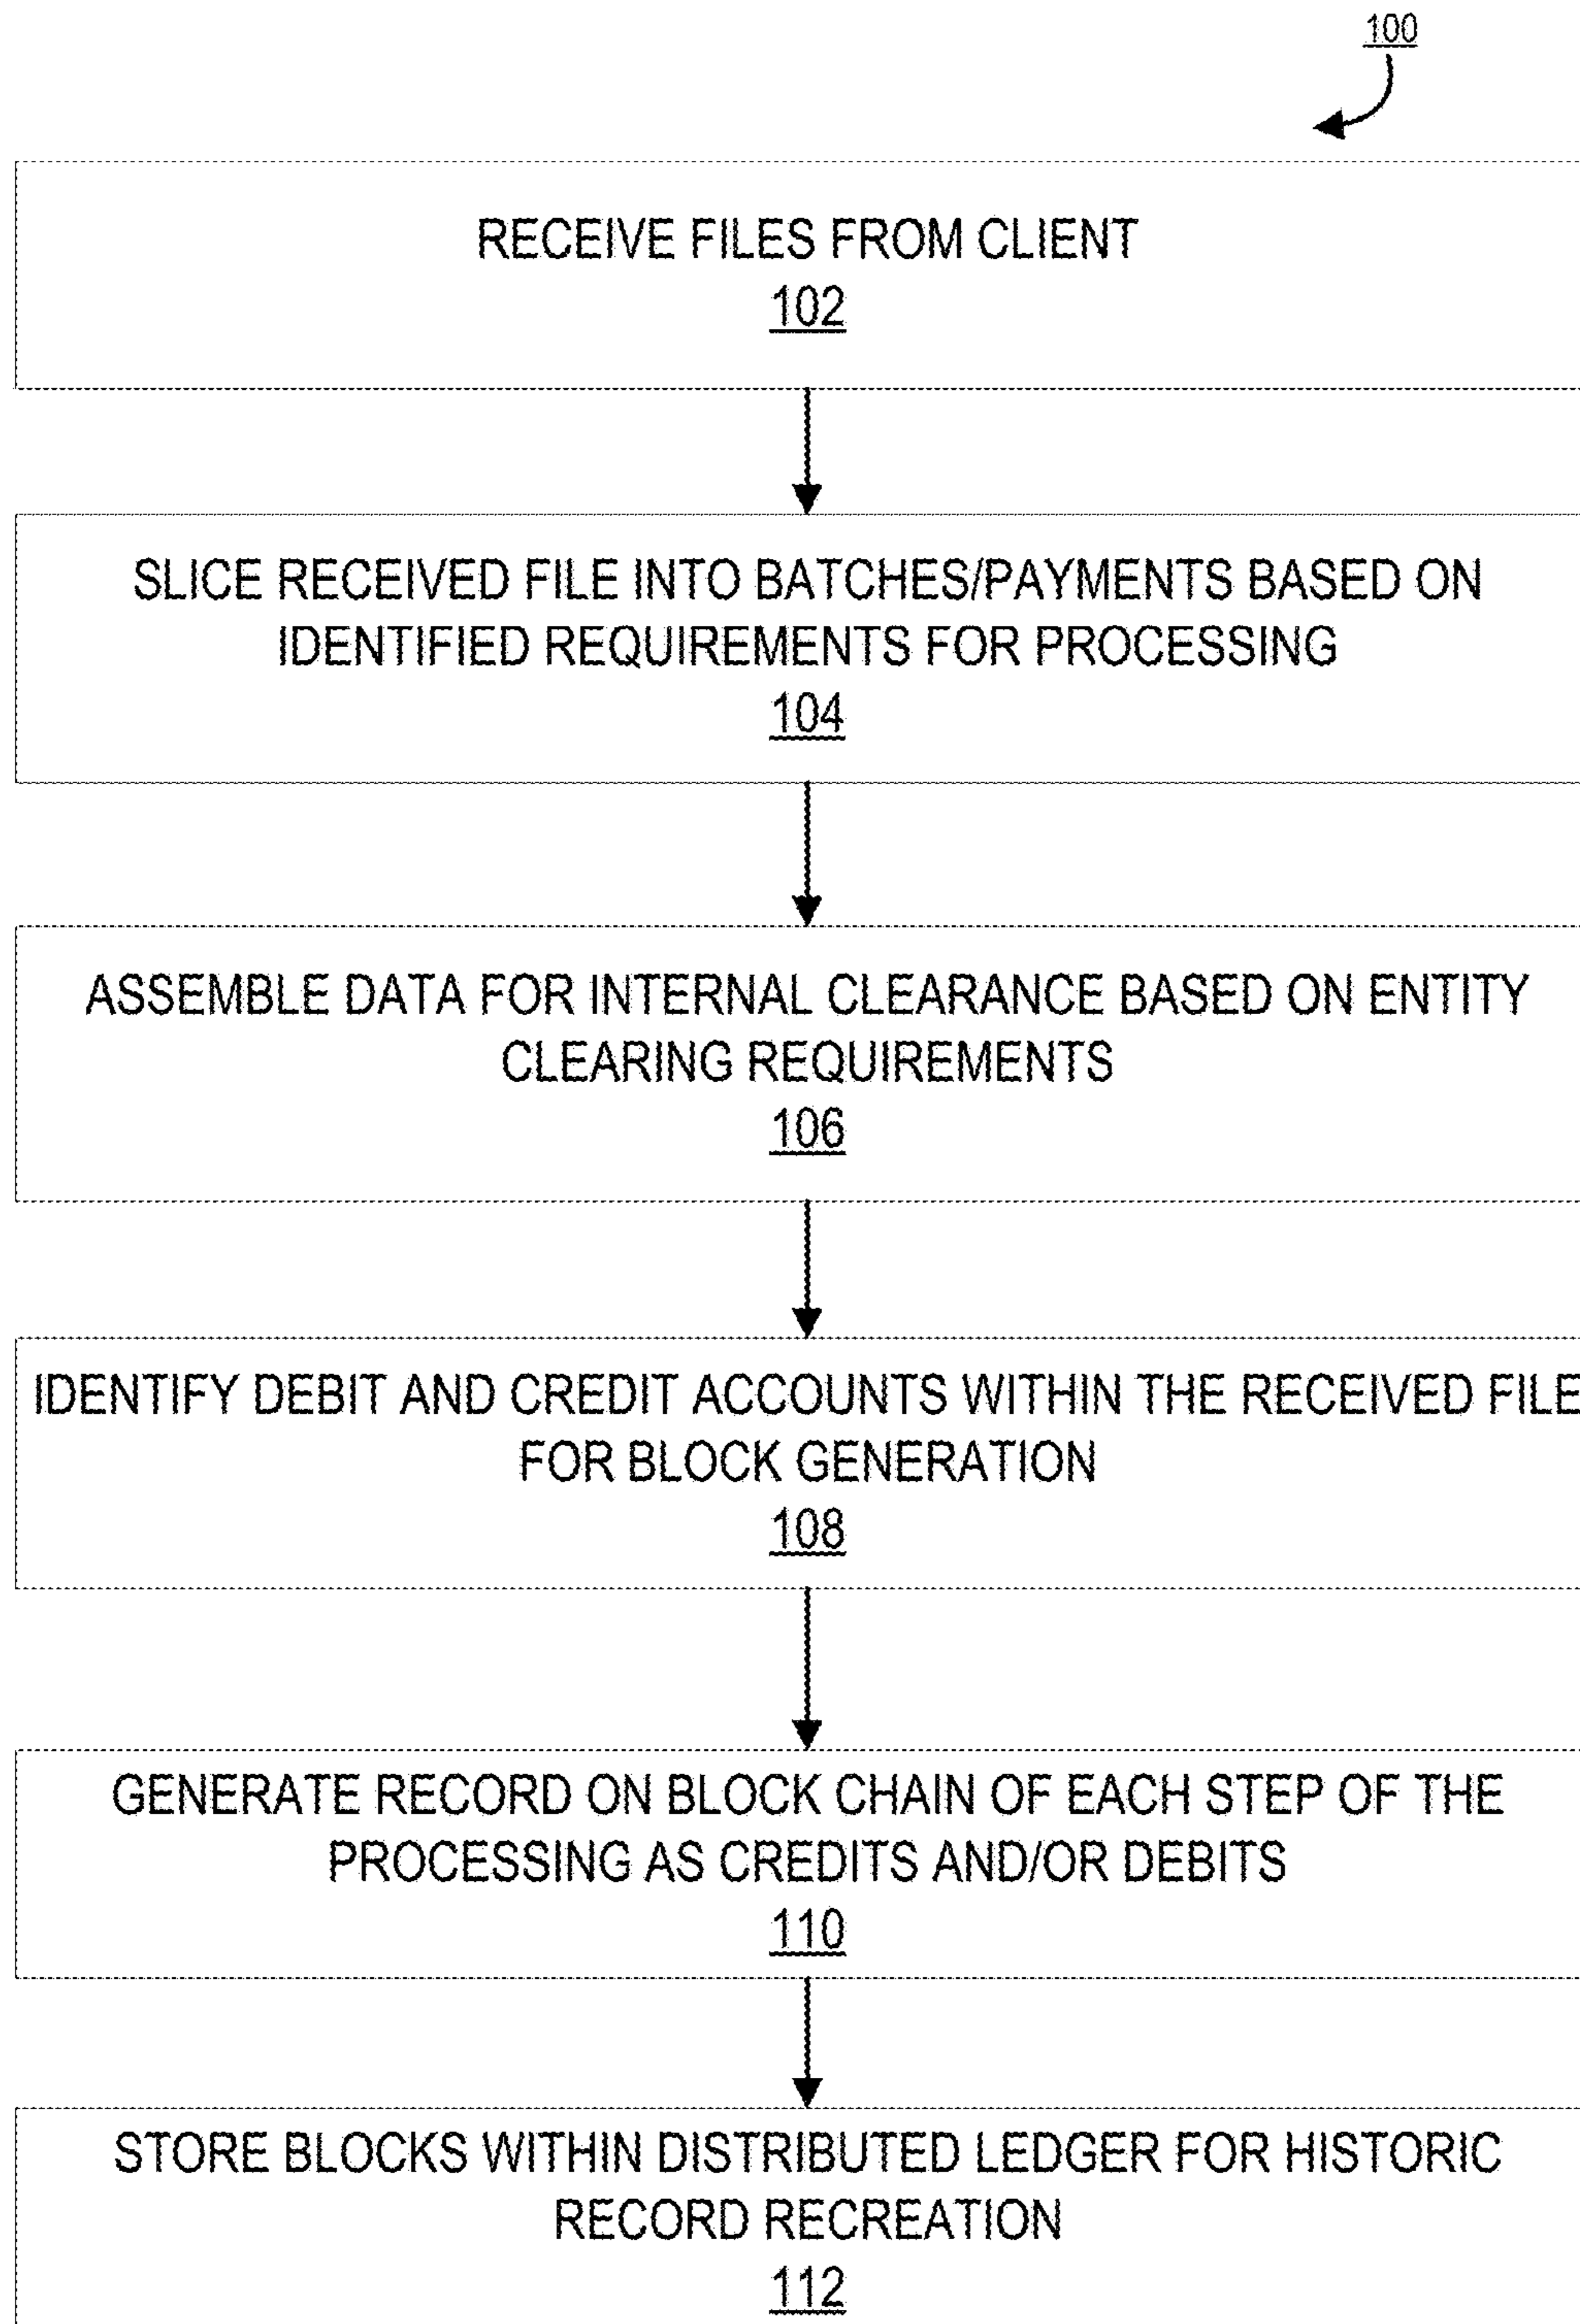 100
RECEIVE FILES FROM CLIENT
102
SLICE RECEIVED FILE INTO BATCHES/PAYMENTS BASED ON
IDENTIFIED REQUIREMENTS FOR PROCESSING
104
ASSEMBLE DATA FOR INTERNAL CLEARANCE BASED ON ENTITY
CLEARING REQUIREMENTS
106
IDENTIFY DEBIT AND CREDIT ACCOUNTS WITHIN THE RECEIVED FILE
FOR BLOCK GENERATION
108
GENERATE RECORD ON BLOCK CHAIN OF EACH STEP OF THE
PROCESSING AS CREDITS AND/OR DEBITS
110
STORE BLOCKS WITHIN DISTRIBUTED LEDGER FOR HISTORIC
RECORD RECREATION
112